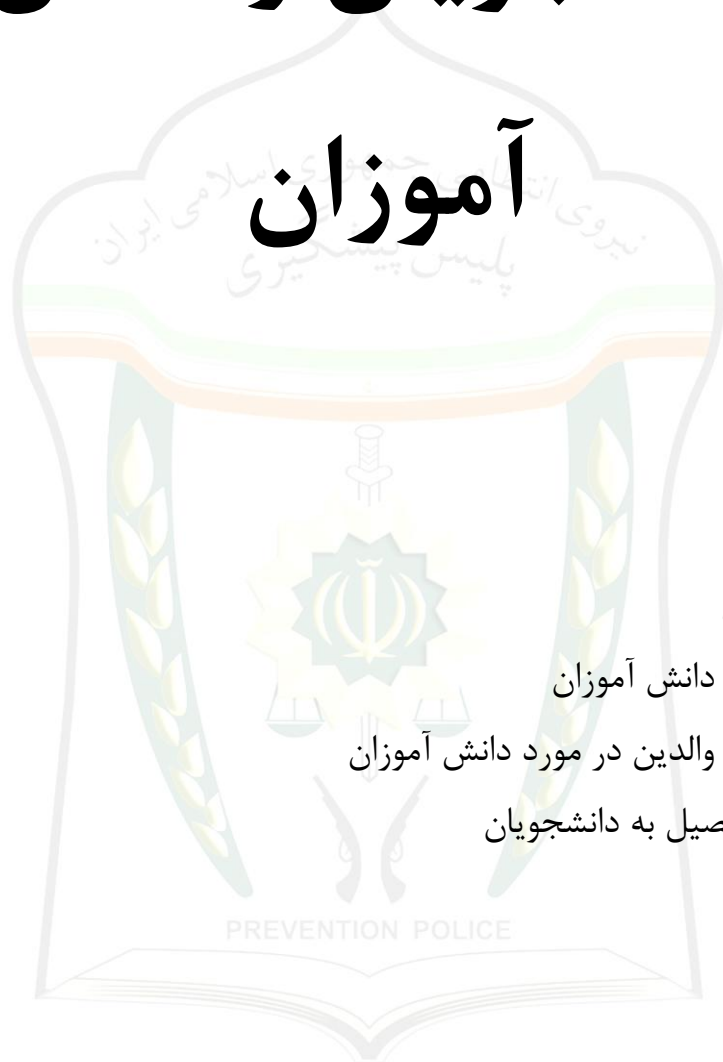 آموزان
نیروی انتظامی جمهوری اسلامی ایران
پلیس پیشگیری
دانش آموزان
والدین در مورد دانش آموزان
به دانشجویان
PREVENTION POLICE